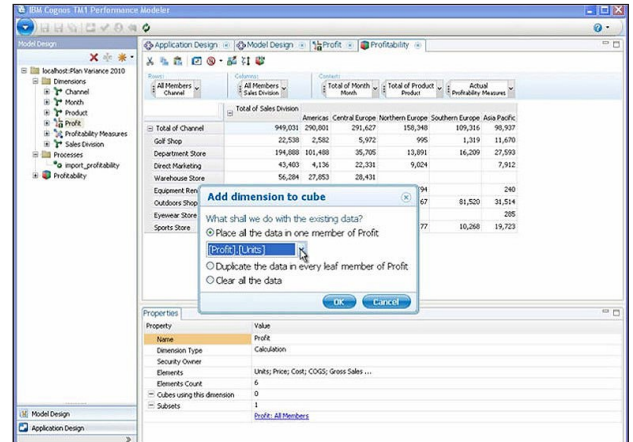 IBM Cognos TM1 Performance Modeler
Model Design
Application Design
Model Design
Profit
Profitability
localhost:Plan Variance 2010
Dimensions
Channel
Month
Product
Profit
Profitability Measures
Sales Division
Processes
import_profitability
Profitability
Rows:
Columns:
Context:
All Members
Channel
All Members
Sales Division
Total of Month
Month
Total of Product
Product
Actual
Profitability Measures
Total of Sales Division
Americas Central Europe Northern Europe Southern Europe Asia Pacific
Total of Channel 949,031 290,801 291,627 158,348 109,316 98,937
Golf Shop 22,538 2,582 5,972 995 1,319 11,670
Department Store 194,888 101,488 35,705 13,891 16,209 27,593
Direct Marketing 43,403 4,136 22,331 9,024 7,912
Warehouse Store 56,284 27,853 28,431
Equipment Ren 94 240
Outdoors Shop 67 81,520 31,514
Eyewear Store 285
Sports Store 77 10,268 19,723
Add dimension to cube
What shall we do with the existing data?
Place all the data in one member of Profit
[Profit].[Units]
Duplicate the data in every leaf member of Profit
Clear all the data
OK Cancel
Properties
Property Value
Name Profit
Dimension Type Calculation
Security Owner
Elements Units; Price; Cost; COGS; Gross Sales ...
Elements Count 6
Cubes using this dimension 0
Subsets 1
Profit: All Members
Model Design
Application Design